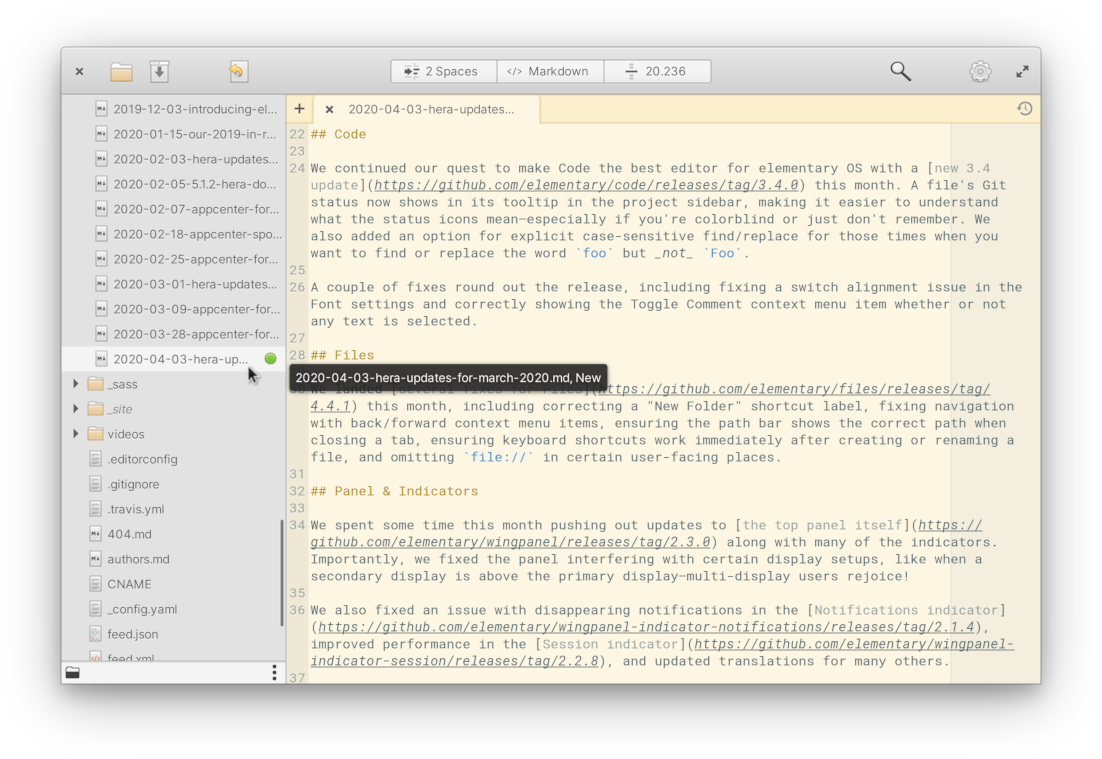 2 Spaces
</> Markdown
20.236
2019-12-03-introducing-el...
2020-01-15-our-2019-in-r...
2020-02-03-hera-updates...
2020-02-05-5.1.2-hera-do...
2020-02-07-appcenter-for...
2020-02-18-appcenter-spo...
2020-02-25-appcenter-for...
2020-03-01-hera-updates...
2020-03-09-appcenter-for...
2020-03-28-appcenter-for...
2020-04-03-hera-up...
_sass
_site
videos
.editorconfig
.gitignore
.travis.yml
404.md
authors.md
CNAME
_config.yaml
feed.json
feed.xml
2020-04-03-hera-updates...
22 ## Code
23
24 We continued our quest to make Code the best editor for elementary OS with a [new 3.4
update](https://github.com/elementary/code/releases/tag/3.4.0) this month. A file's Git
status now shows in its tooltip in the project sidebar, making it easier to understand
what the status icons mean—especially if you're colorblind or just don't remember. We
also added an option for explicit case-sensitive find/replace for those times when you
want to find or replace the word `foo` but _not_ `Foo`.
25
26 A couple of fixes round out the release, including fixing a switch alignment issue in the
Font settings and correctly showing the Toggle Comment context menu item whether or not
any text is selected.
27
28 ## Files
2020-04-03-hera-updates-for-march-2020.md, New
We landed [several fixes for Files](https://github.com/elementary/files/releases/tag/
4.4.1) this month, including correcting a "New Folder" shortcut label, fixing navigation
with back/forward context menu items, ensuring the path bar shows the correct path when
closing a tab, ensuring keyboard shortcuts work immediately after creating or renaming a
file, and omitting `file://` in certain user-facing places.
31
32 ## Panel & Indicators
33
34 We spent some time this month pushing out updates to [the top panel itself](https://
github.com/elementary/wingpanel/releases/tag/2.3.0) along with many of the indicators.
Importantly, we fixed the panel interfering with certain display setups, like when a
secondary display is above the primary display—multi-display users rejoice!
35
36 We also fixed an issue with disappearing notifications in the [Notifications indicator]
(https://github.com/elementary/wingpanel-indicator-notifications/releases/tag/2.1.4),
improved performance in the [Session indicator](https://github.com/elementary/wingpanel-
indicator-session/releases/tag/2.2.8), and updated translations for many others.
37